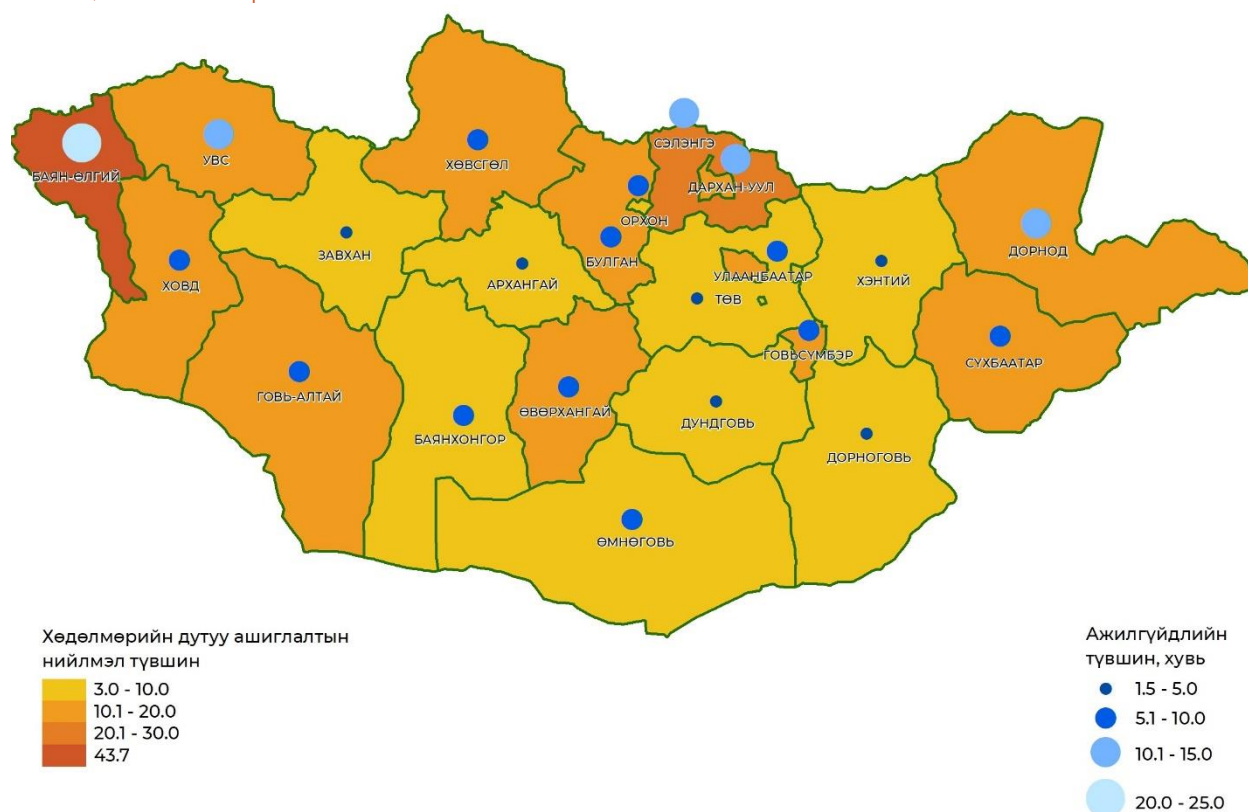 СЭЛЭНГЭ
УВС
ХӨВСГӨЛ
БАЯН-ӨЛГИЙ
ДАРХАН-УУЛ
ОРХОН
ДОРНОД
ЗАВХАН
БУЛГАН
УЛААНБААТАР
ХЭНТИЙ
ХОВД
АРХАНГАЙ
ТӨВ
ГОВЬСҮМБЭР
СҮХБААТАР
ГОВЬ-АЛТАЙ
ӨВӨРХАНГАЙ
ДУНДГОВЬ
БАЯНХОНГОР
ДОРНОГОВЬ
ӨМНӨГОВЬ
Хөдөлмөрийн дутуу ашиглалтын
нийлмэл түвшин
3.0 - 10.0
10.1 - 20.0
20.1 - 30.0
43.7
Ажилгүйдлийн
түвшин, хувь
1.5 - 5.0
5.1 - 10.0
10.1 - 15.0
20.0 - 25.0